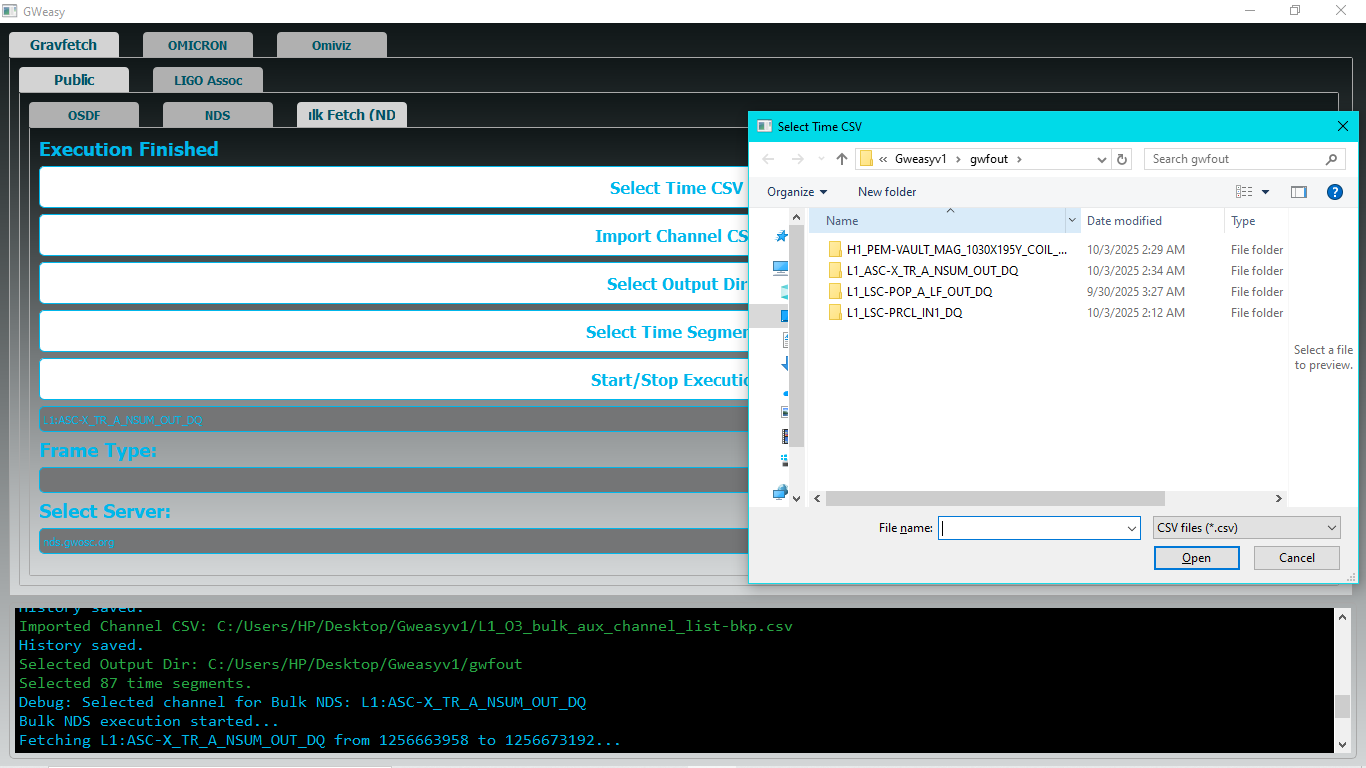 GWeasy
Gravfetch
OMICRON
Omiviz
Public
LIGO Assoc
OSDF
NDS
ılk Fetch (ND
Execution Finished
Select Time CSV
Import Channel CS
Select Output Dir
Select Time Segmer
Start/Stop Executic
L1:ASC-X_TR_A_NSUM_OUT_DQ
Frame Type:
Select Server:
nds.gwosc.org
Select Time CSV
« Gweasyv1 › gwfout ›
Search gwfout
Organize
New folder
Name
Date modified
Type
H1_PEM-VAULT_MAG_1030X195Y_COIL_... 10/3/2025 2:29 AM File folder
L1_ASC-X_TR_A_NSUM_OUT_DQ 10/3/2025 2:34 AM File folder
L1_LSC-POP_A_LF_OUT_DQ 9/30/2025 3:27 AM File folder
L1_LSC-PRCL_IN1_DQ 10/3/2025 2:12 AM File folder
Select a file
to preview.
File name:
CSV files (*.csv)
Open
Cancel
History saved.
Imported Channel CSV: C:/Users/HP/Desktop/Gweasyv1/L1_O3_bulk_aux_channel_list-bkp.csv
History saved.
Selected Output Dir: C:/Users/HP/Desktop/Gweasyv1/gwfout
Selected 87 time segments.
Debug: Selected channel for Bulk NDS: L1:ASC-X_TR_A_NSUM_OUT_DQ
Bulk NDS execution started...
Fetching L1:ASC-X_TR_A_NSUM_OUT_DQ from 1256663958 to 1256673192...